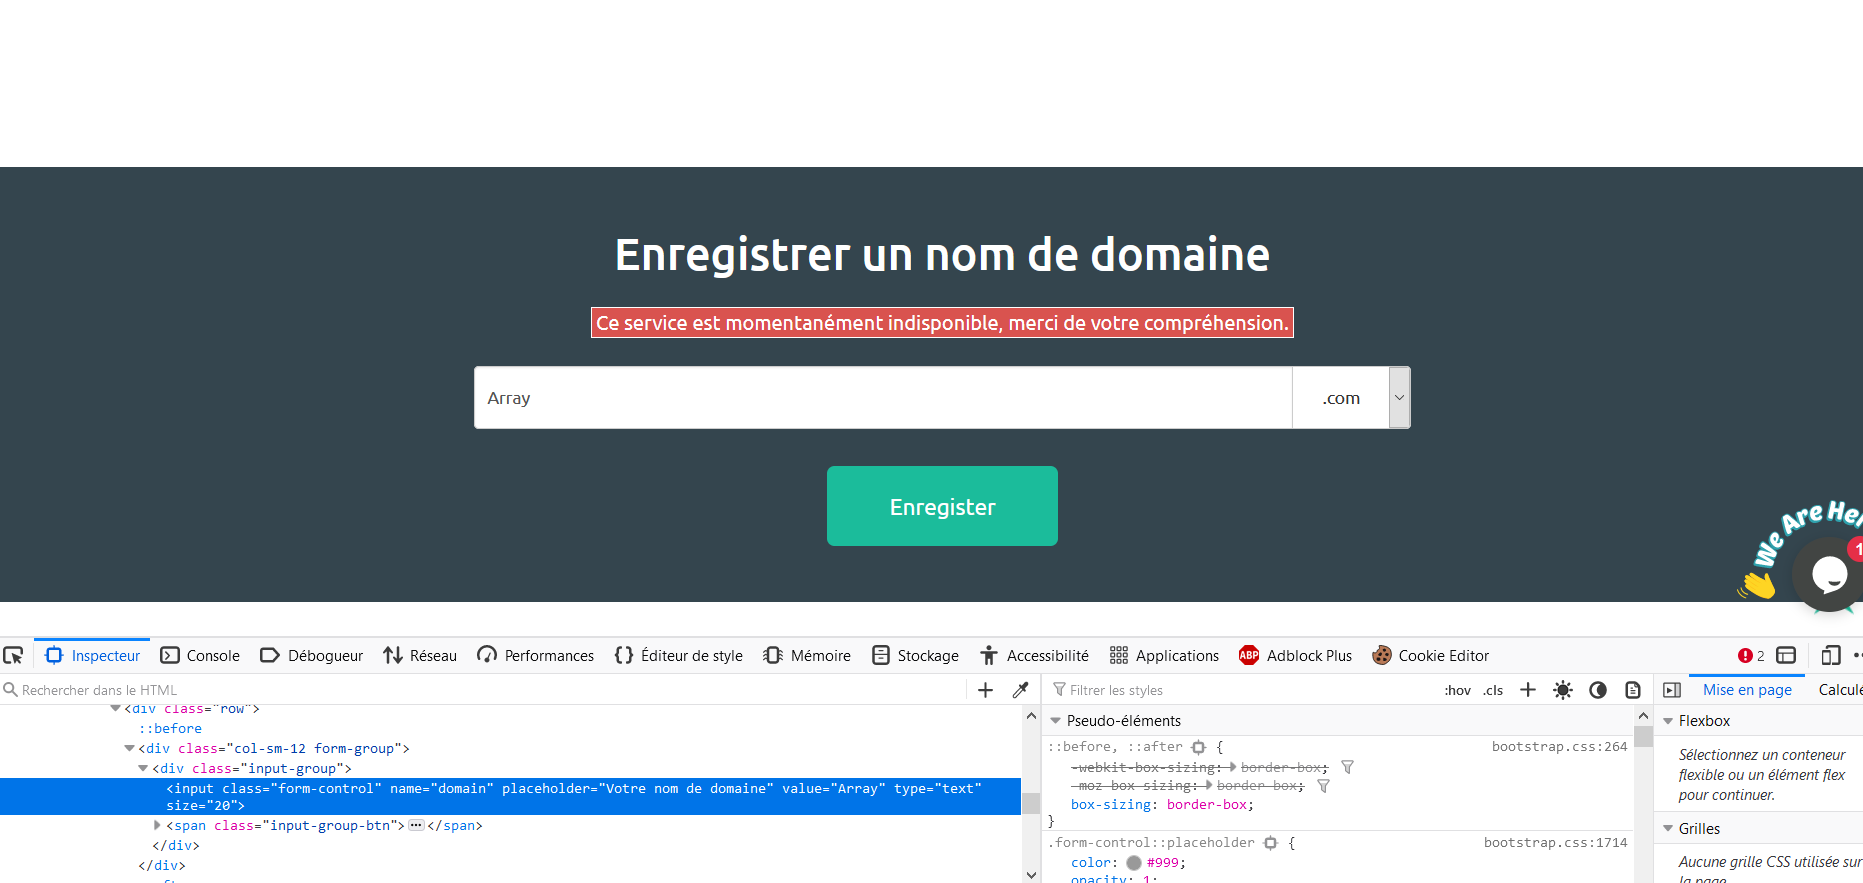 Enregistrer un nom de domaine
Ce service est momentanément indisponible, merci de votre compréhension.
Array .com
Enregister
We Are Her
1
Inspecteur Console Débogueur Réseau Performances Éditeur de style Mémoire Stockage Accessibilité Applications ABP Adblock Plus Cookie Editor 2
Rechercher dans le HTML + Filtrer les styles :hov .cls + Mise en page Calculé
<div class="row">
::before
<div class="col-sm-12 form-group">
<div class="input-group">
<input class="form-control" name="domain" placeholder="Votre nom de domaine" value="Array" type="text"
size="20">
<span class="input-group-btn"></span>
</div>
</div>
Pseudo-éléments
::before, ::after { bootstrap.css:264
-webkit-box-sizing: border-box;
-moz-box-sizing: border-box;
box-sizing: border-box;
}
.form-control::placeholder { bootstrap.css:1714
color: #999;
opacity: 1;
Flexbox
Sélectionnez un conteneur
flexible ou un élément flex
pour continuer.
Grilles
Aucune grille CSS utilisée sur
la page